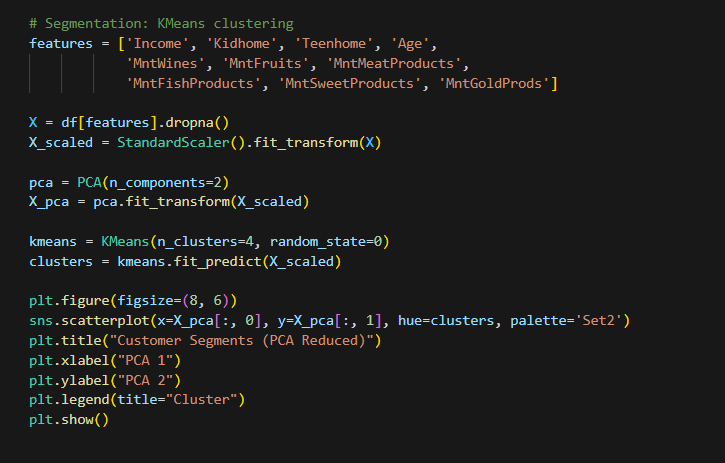 # Segmentation: KMeans clustering
features = ['Income', 'Kidhome', 'Teenhome', 'Age',
'MntWines', 'MntFruits', 'MntMeatProducts',
'MntFishProducts', 'MntSweetProducts', 'MntGoldProds']
X = df[features].dropna()
X_scaled = StandardScaler().fit_transform(X)
pca = PCA(n_components=2)
X_pca = pca.fit_transform(X_scaled)
kmeans = KMeans(n_clusters=4, random_state=0)
clusters = kmeans.fit_predict(X_scaled)
plt.figure(figsize=(8, 6))
sns.scatterplot(x=X_pca[:, 0], y=X_pca[:, 1], hue=clusters, palette='Set2')
plt.title("Customer Segments (PCA Reduced)")
plt.xlabel("PCA 1")
plt.ylabel("PCA 2")
plt.legend(title="Cluster")
plt.show()